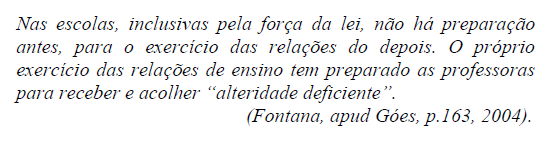 Nas escolas, inclusivas pela força da lei, não há preparação
antes, para o exercício das relações do depois. O próprio
exercício das relações de ensino tem preparado as professoras
para receber e acolher “alteridade deficiente”.
(Fontana, apud Góes, p.163, 2004).